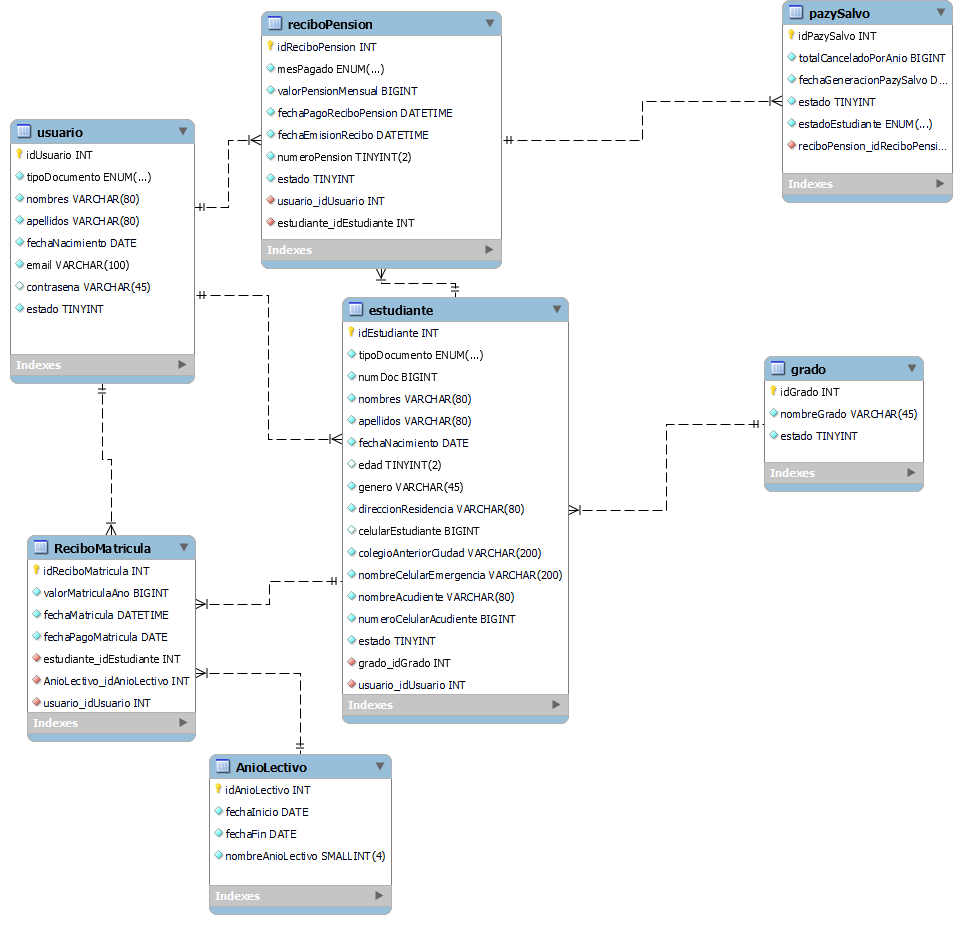 reciboPension
idReciboPension INT
mesPagado ENUM(...)
valorPensionMensual BIGINT
fechaPagoReciboPension DATETIME
fechaEmisionRecibo DATETIME
numeroPension TINYINT(2)
estado TINYINT
usuario_idUsuario INT
estudiante_idEstudiante INT
Indexes
pazySalvo
idPazySalvo INT
totalCanceladoPorAnio BIGINT
fechaGeneracionPazySalvo D...
estado TINYINT
estadoEstudiante ENUM(...)
reciboPension_idReciboPensi...
Indexes
usuario
idUsuario INT
tipoDocumento ENUM(...)
nombres VARCHAR(80)
apellidos VARCHAR(80)
fechaNacimiento DATE
email VARCHAR(100)
contrasena VARCHAR(45)
estado TINYINT
Indexes
estudiante
idEstudiante INT
tipoDocumento ENUM(...)
numDoc BIGINT
nombres VARCHAR(80)
apellidos VARCHAR(80)
fechaNacimiento DATE
edad TINYINT(2)
genero VARCHAR(45)
direccionResidencia VARCHAR(80)
celularEstudiante BIGINT
colegioAnteriorCiudad VARCHAR(200)
nombreCelularEmergencia VARCHAR(200)
nombreAcudiente VARCHAR(80)
numeroCelularAcudiente BIGINT
estado TINYINT
grado_idGrado INT
usuario_idUsuario INT
Indexes
grado
idGrado INT
nombreGrado VARCHAR(45)
estado TINYINT
Indexes
ReciboMatricula
idReciboMatricula INT
valorMatriculaAno BIGINT
fechaMatricula DATETIME
fechaPagoMatricula DATE
estudiante_idEstudiante INT
AnioLectivo_idAnioLectivo INT
usuario_idUsuario INT
Indexes
AnioLectivo
idAnioLectivo INT
fechaInicio DATE
fechaFin DATE
nombreAnioLectivo SMALLINT(4)
Indexes